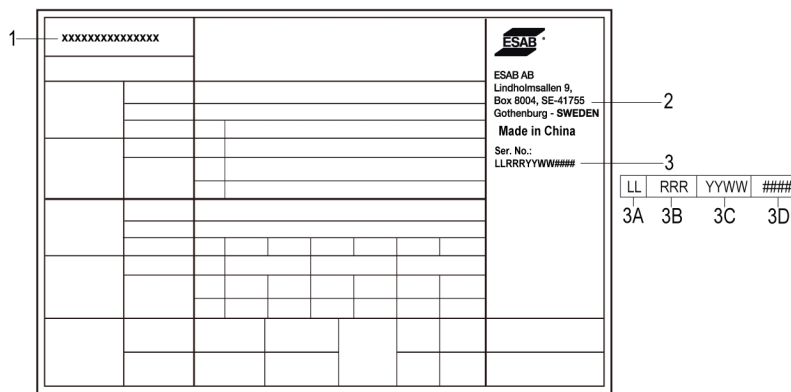 1
xxxxxxxxxxxxxxx
ESAB
ESAB AB
Lindholmsallen 9,
Box 8004, SE-41755
Gothenburg - SWEDEN
2
Made in China
Ser. No.:
LLRRRYYWW####
3
LL RRR YYWW ####
3A 3B 3C 3D